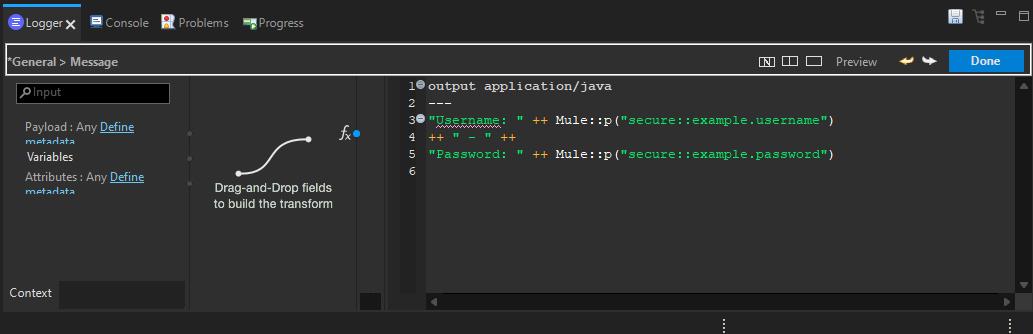 Logger Console Problems Progress
*General > Message N Preview Done
Input
Payload : Any Define
metadata
Variables
Attributes : Any Define
metadata
fx
Drag-and-Drop fields
to build the transform
Context
1 output application/java
2 ---
3 "Username: " ++ Mule::p("secure::example.username")
4 ++ " - " ++
5 "Password: " ++ Mule::p("secure::example.password")
6